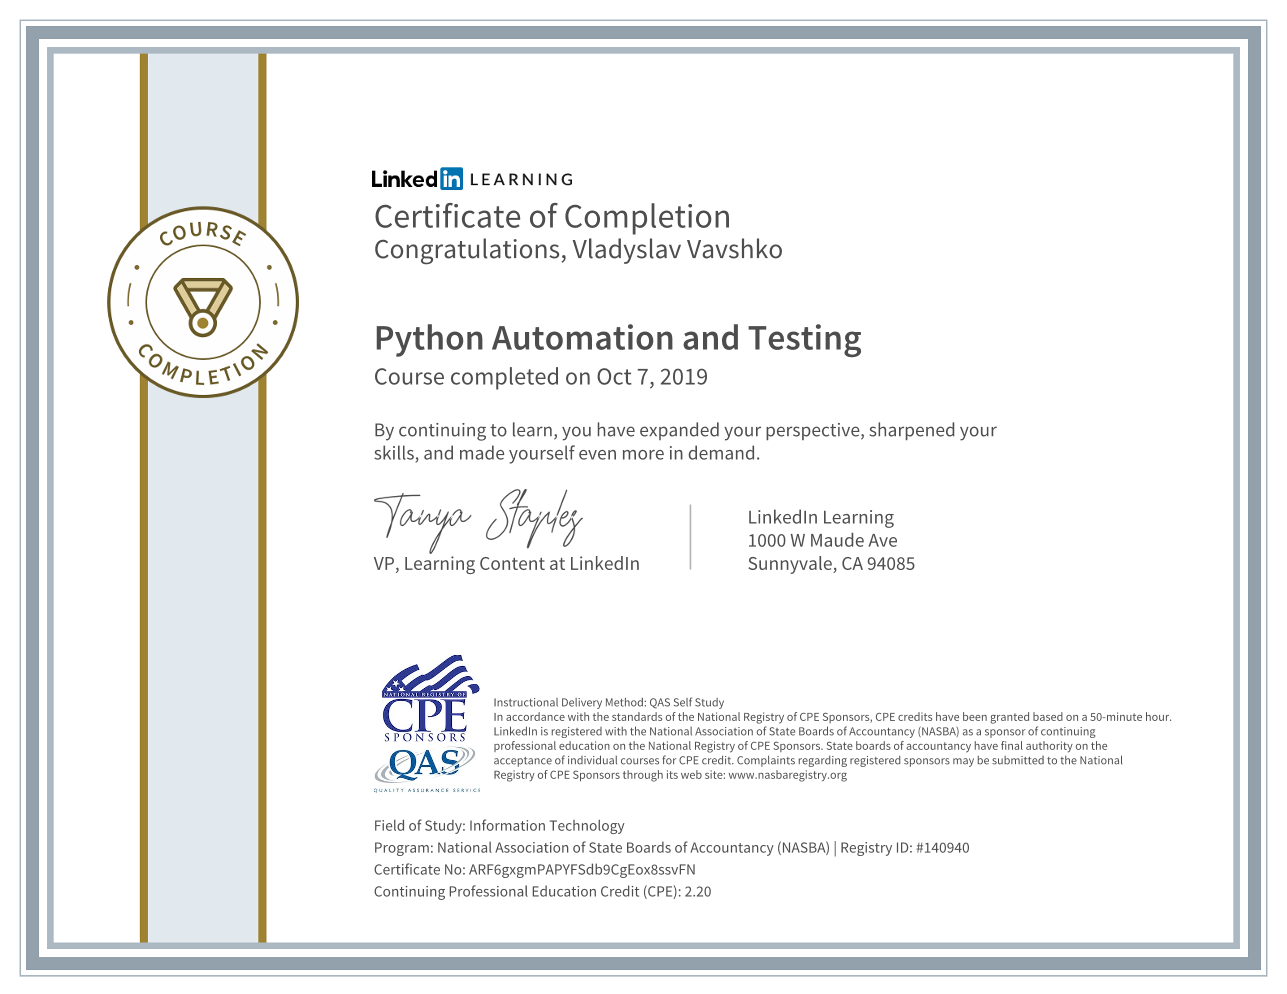 Linked in LEARNING
Certificate of Completion
Congratulations, Vladyslav Vavshko
COURSE
COMPLETION
Python Automation and Testing
Course completed on Oct 7, 2019
By continuing to learn, you have expanded your perspective, sharpened your
skills, and made yourself even more in demand.
Tanya Staples
VP, Learning Content at LinkedIn
LinkedIn Learning
1000 W Maude Ave
Sunnyvale, CA 94085
NATIONAL REGISTRY OF
CPE
SPONSORS
QAS
QUALITY ASSURANCE SERVICE
Instructional Delivery Method: QAS Self Study
In accordance with the standards of the National Registry of CPE Sponsors, CPE credits have been granted based on a 50-minute hour.
LinkedIn is registered with the National Association of State Boards of Accountancy (NASBA) as a sponsor of continuing
professional education on the National Registry of CPE Sponsors. State boards of accountancy have final authority on the
acceptance of individual courses for CPE credit. Complaints regarding registered sponsors may be submitted to the National
Registry of CPE Sponsors through its web site: www.nasbaregistry.org
Field of Study: Information Technology
Program: National Association of State Boards of Accountancy (NASBA) | Registry ID: #140940
Certificate No: ARF6gxgmPAPYFSdb9CgEox8ssvFN
Continuing Professional Education Credit (CPE): 2.20